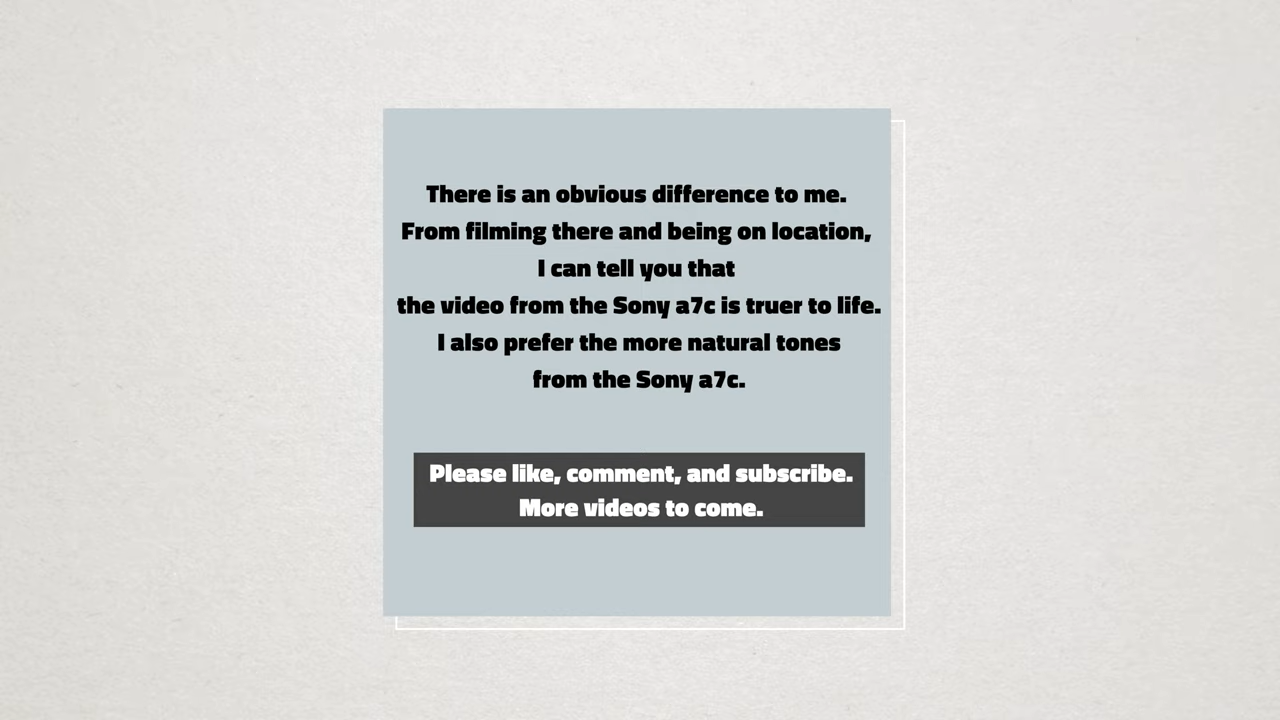 There is an obvious difference to me.
From filming there and being on location,
I can tell you that
the video from the Sony a7c is truer to life.
I also prefer the more natural tones
from the Sony a7c.
Please like, comment, and subscribe.
More videos to come.